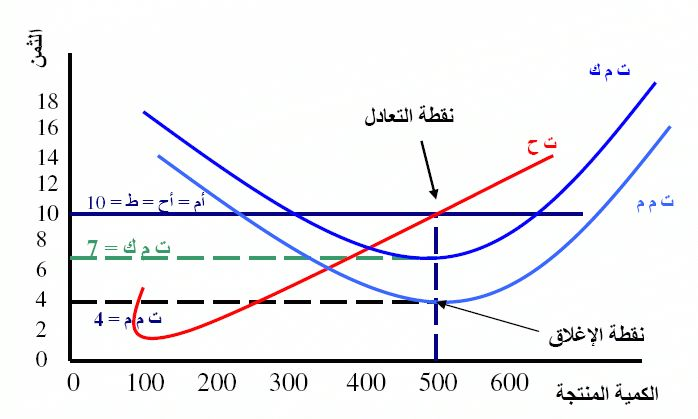 الثمن
ت م ك
نقطة التعادل
ت ح
18
16
14
12
10
8
6
4
2
0
أم = أح = ط = 10
ت م م
ت م ك = 7
ت م م = 4
نقطة الإغلاق
0 100 200 300 400 500 600
الكمية المنتجة